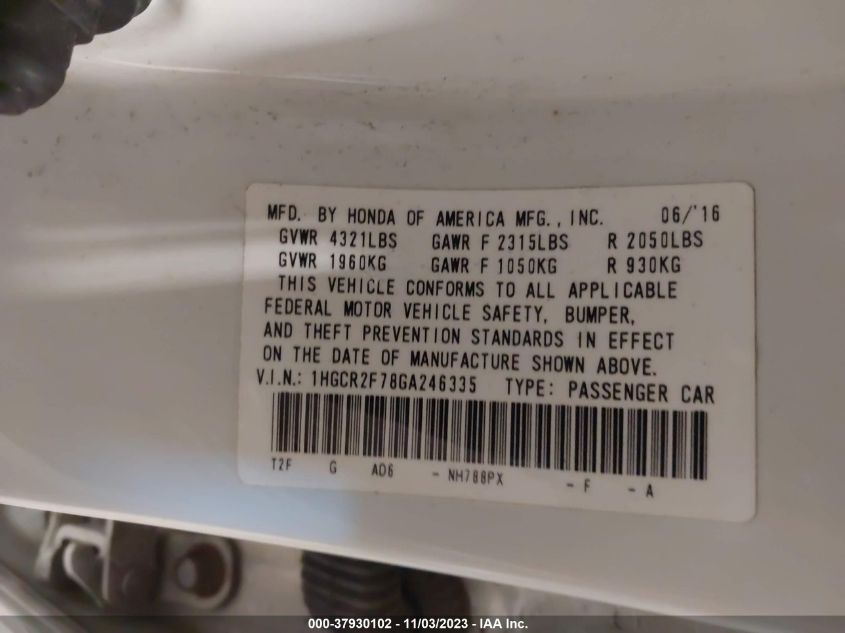 MFD. BY HONDA OF AMERICA MFG., INC. 06/'16
GVWR 4321LBS GAWR F 2315LBS R 2050LBS
GVWR 1960KG GAWR F 1050KG R 930KG
THIS VEHICLE CONFORMS TO ALL APPLICABLE
FEDERAL MOTOR VEHICLE SAFETY, BUMPER,
AND THEFT PREVENTION STANDARDS IN EFFECT
ON THE DATE OF MANUFACTURE SHOWN ABOVE.
V.I.N.: 1HGCR2F78GA246335 TYPE: PASSENGER CAR
T2F G AD6 - NH788PX - F - A
000-37930102 - 11/03/2023 - IAA Inc.